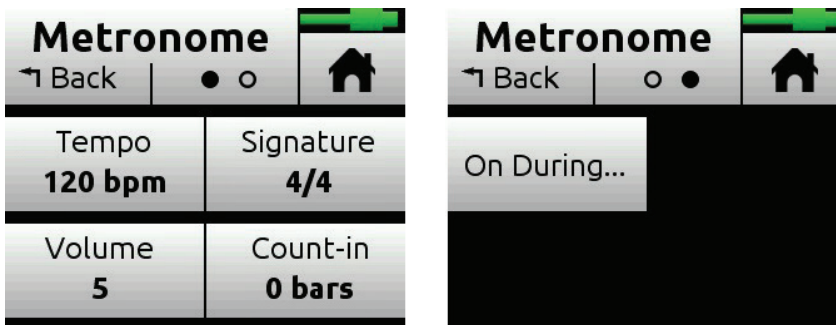 Metronome
Back
Tempo
120 bpm
Signature
4/4
Volume
5
Count-in
0 bars
Metronome
Back
On During...